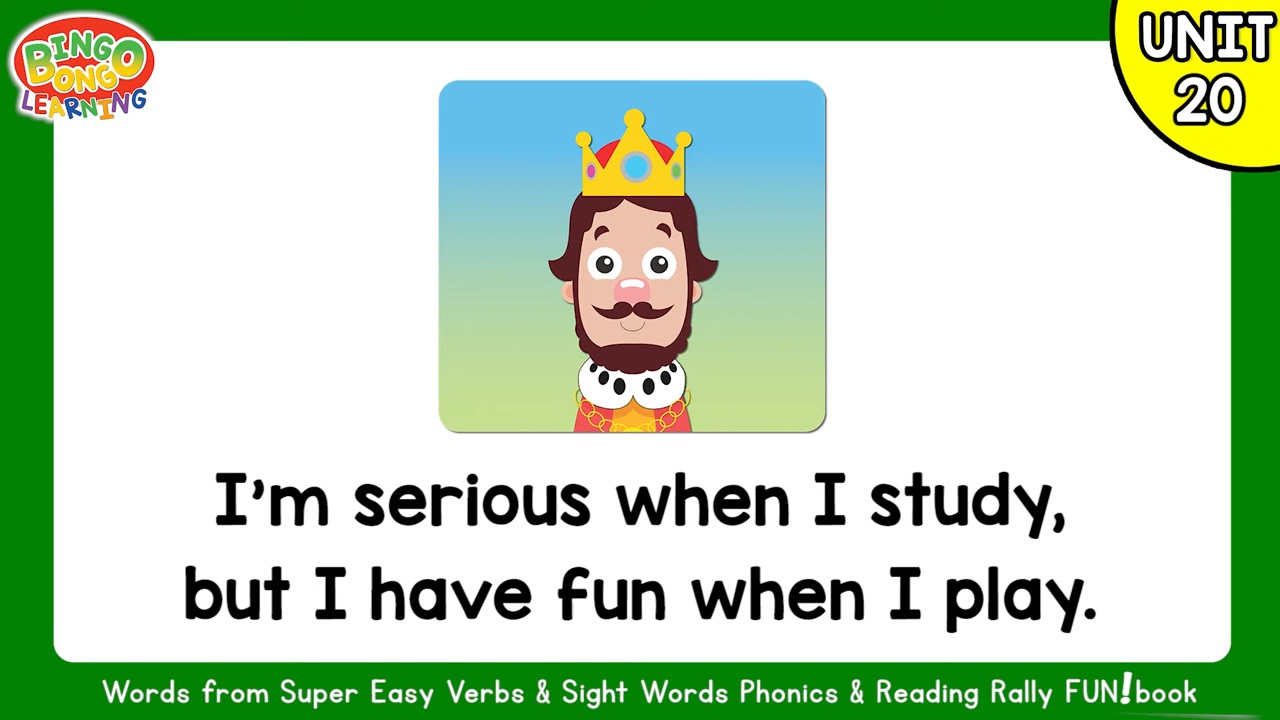 BINGO
BONGO
LEARNING
UNIT
20
I'm serious when I study,
but I have fun when I play.
Words from Super Easy Verbs & Sight Words Phonics & Reading Rally FUN!book